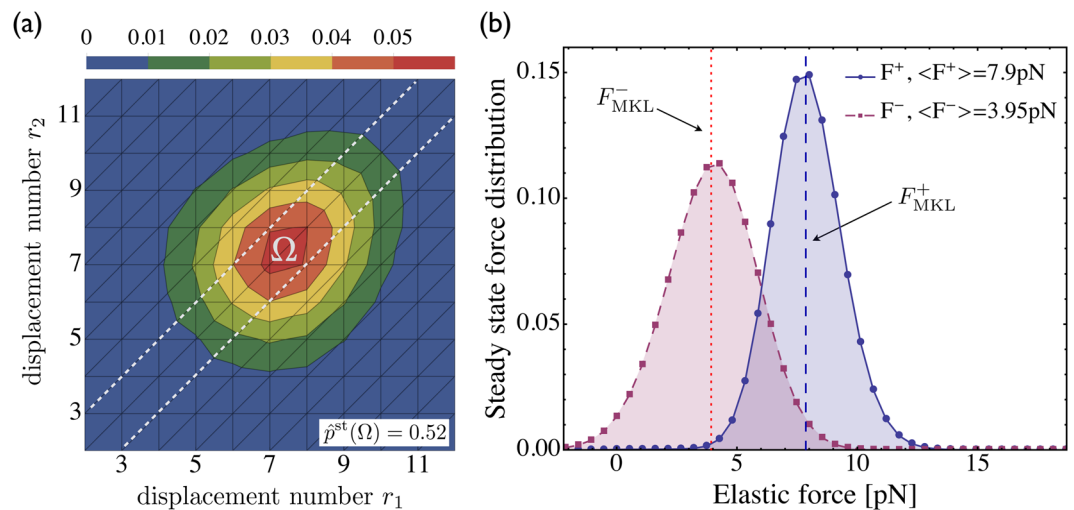 (a)
0 0.01 0.02 0.03 0.04 0.05
displacement number r₂
11
9
7
5
3
Ω
p̂ˢᵗ(Ω) = 0.52
3 5 7 9 11
displacement number r₁
(b)
Steady state force distribution
0.15
0.10
0.05
0.00
F⁻MKL
F⁺, <F⁺>=7.9pN
F⁻, <F⁻>=3.95pN
F⁺MKL
0 5 10 15
Elastic force [pN]